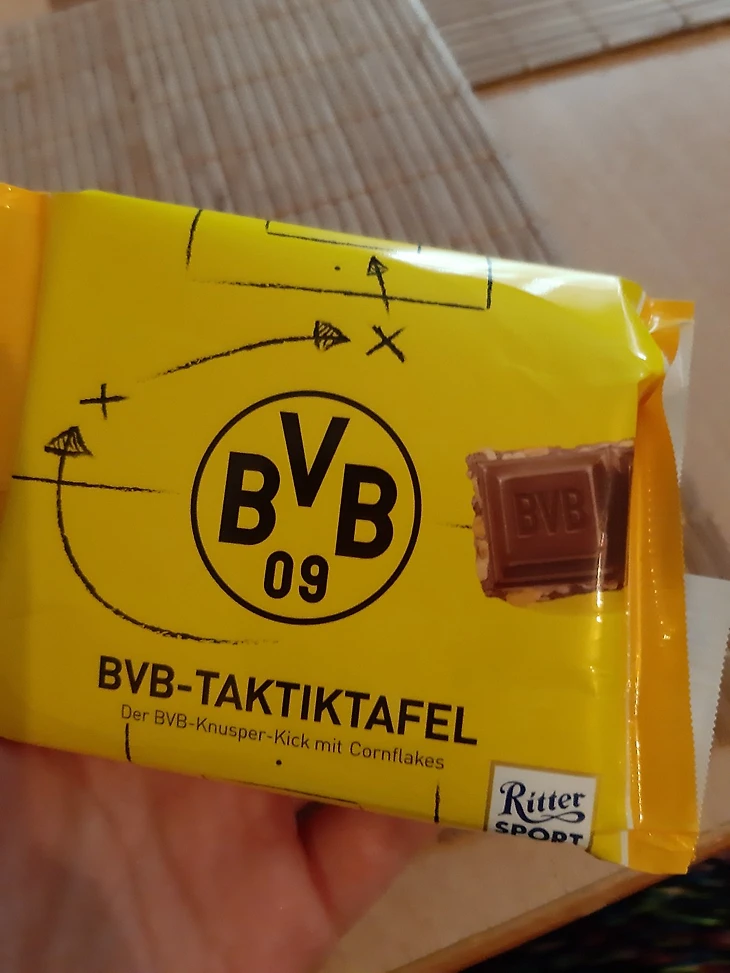 BVB
09
BVB
BVB-TAKTIKTAFEL
Der BVB-Knusper-Kick mit Cornflakes
Ritter
SPORT